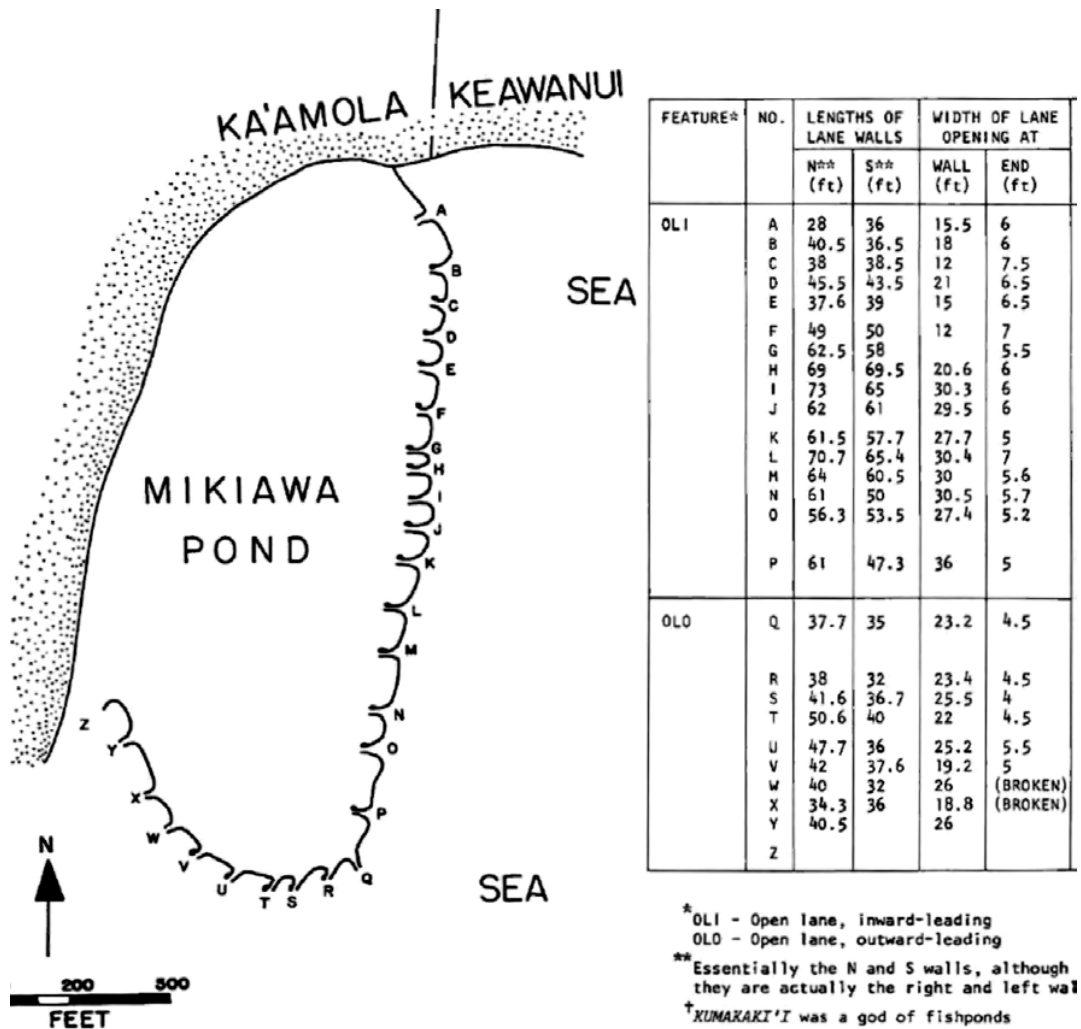 KA'AMOLA
KEAWANUI
A
B
SEA
C
D
E
F
G
H
I
J
MIKIAWA
POND
K
L
M
N
O
Z
Y
X
P
W
V
U
T
S
R
Q
N
SEA
200 500
FEET
FEATURE* NO. LENGTHS OF LANE WALLS WIDTH OF LANE OPENING AT
N** (ft) S** (ft) WALL (ft) END (ft)
OLI A 28 36 15.5 6
B 40.5 36.5 18 6
C 38 38.5 12 7.5
D 45.5 43.5 21 6.5
E 37.6 39 15 6.5
F 49 50 12 7
G 62.5 58 5.5
H 69 69.5 20.6 6
I 73 65 30.3 6
J 62 61 29.5 6
K 61.5 57.7 27.7 5
L 70.7 65.4 30.4 7
M 64 60.5 30 5.6
N 61 50 30.5 5.7
O 56.3 53.5 27.4 5.2
P 61 47.3 36 5
OLO Q 37.7 35 23.2 4.5
R 38 32 23.4 4.5
S 41.6 36.7 25.5 4
T 50.6 40 22 4.5
U 47.7 36 25.2 5.5
V 42 37.6 19.2 5
W 40 32 26 (BROKEN)
X 34.3 36 18.8 (BROKEN)
Y 40.5 26
Z
*OLI - Open lane, inward-leading
OLO - Open lane, outward-leading
**Essentially the N and S walls, although
they are actually the right and left wal
†KUMAKAKI'I was a god of fishponds